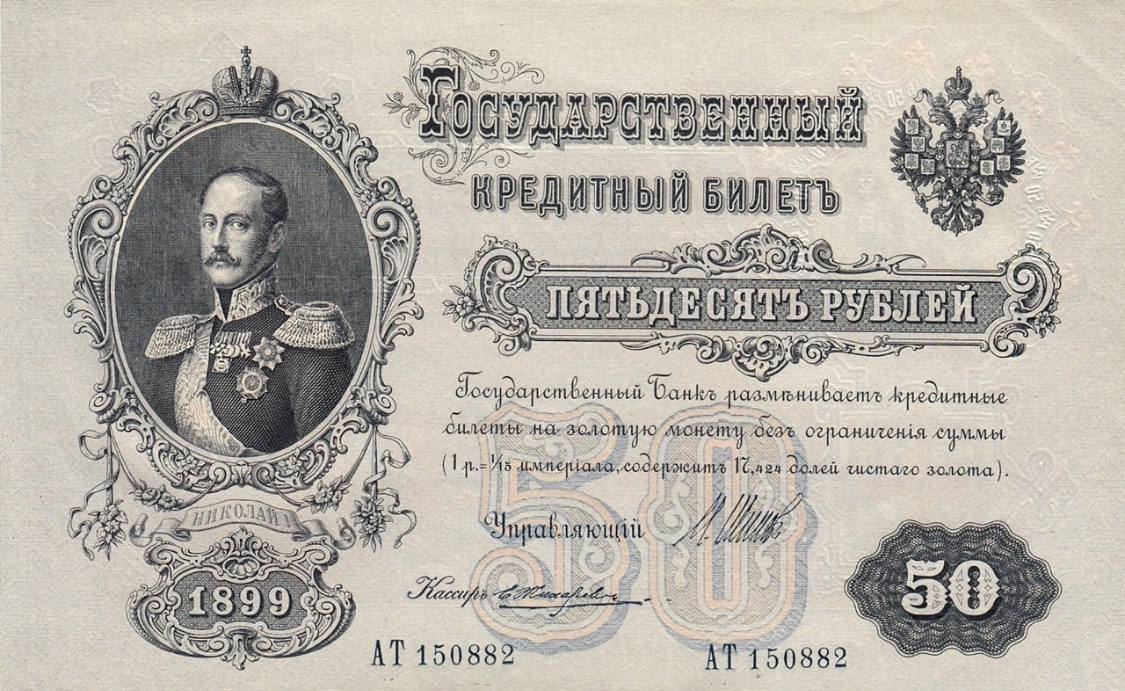 Государственный
кредитный билетъ
пятьдесятъ рублей
Государственный Банкъ размѣниваетъ кредитные
билеты на золотую монету безъ ограниченія суммы
(1 р.= 1/15 имперіала, содержитъ 17,424 долей чистаго золота).
50
Управляющій
Кассиръ
НИКОЛАЙ I
1899
50
АТ 150882
АТ 150882